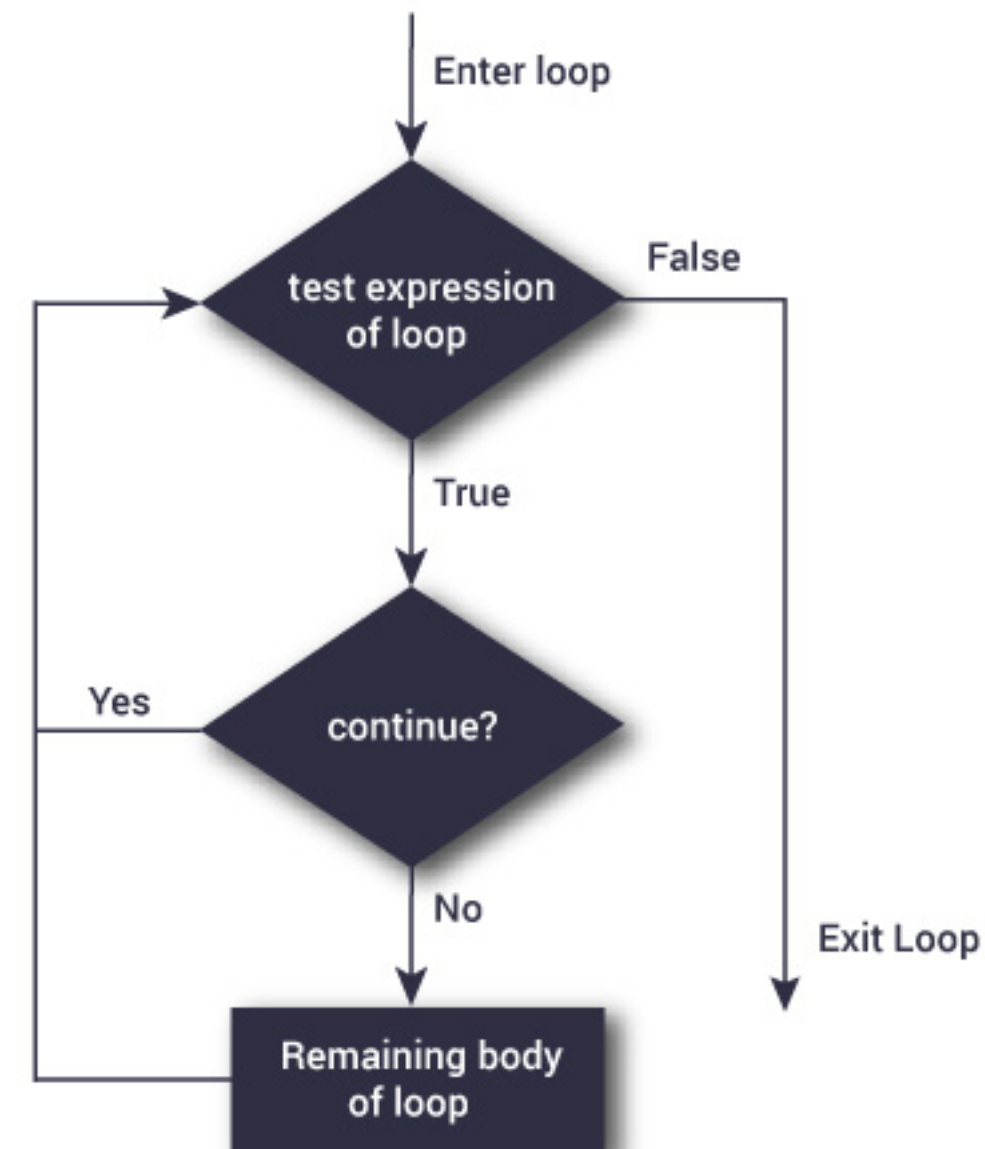 Enter loop
False
test expression
of loop
True
Yes
continue?
No
Exit Loop
Remaining body
of loop